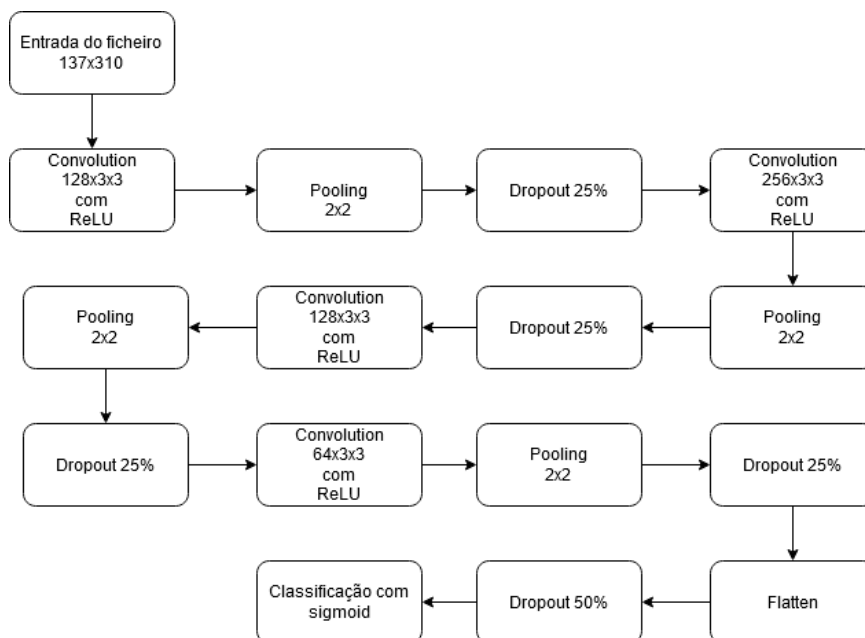 Entrada do ficheiro
137x310
Convolution
128x3x3
com
ReLU
Pooling
2x2
Dropout 25%
Convolution
256x3x3
com
ReLU
Pooling
2x2
Dropout 25%
Convolution
128x3x3
com
ReLU
Pooling
2x2
Dropout 25%
Convolution
64x3x3
com
ReLU
Pooling
2x2
Dropout 25%
Flatten
Dropout 50%
Classificação com
sigmoid